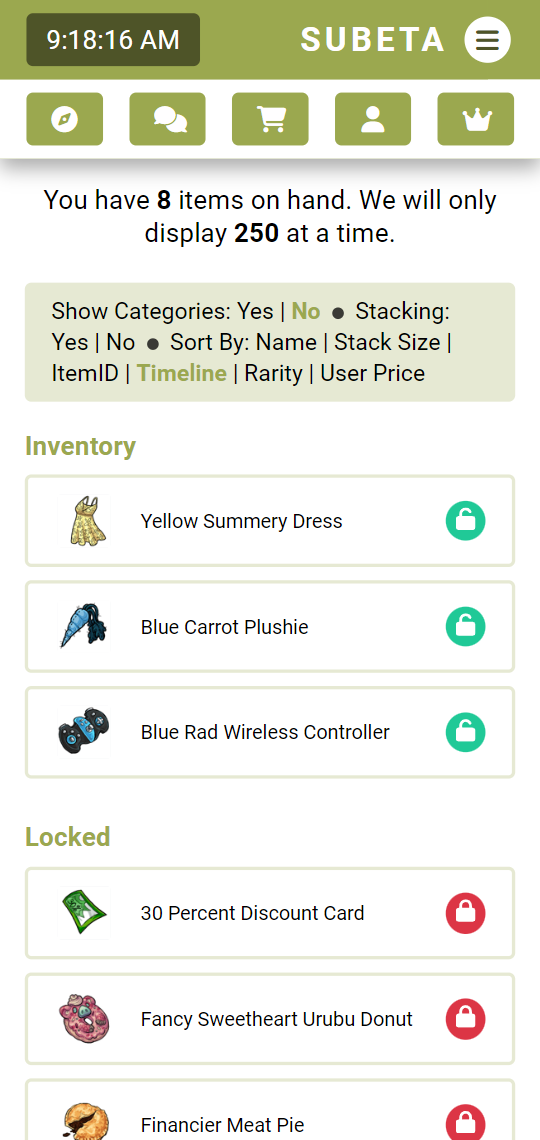 9:18:16 AM
SUBETA
You have 8 items on hand. We will only
display 250 at a time.
Show Categories: Yes | No ● Stacking:
Yes | No ● Sort By: Name | Stack Size |
ItemID | Timeline | Rarity | User Price
Inventory
Yellow Summery Dress
Blue Carrot Plushie
Blue Rad Wireless Controller
Locked
30 Percent Discount Card
Fancy Sweetheart Urubu Donut
Financier Meat Pie